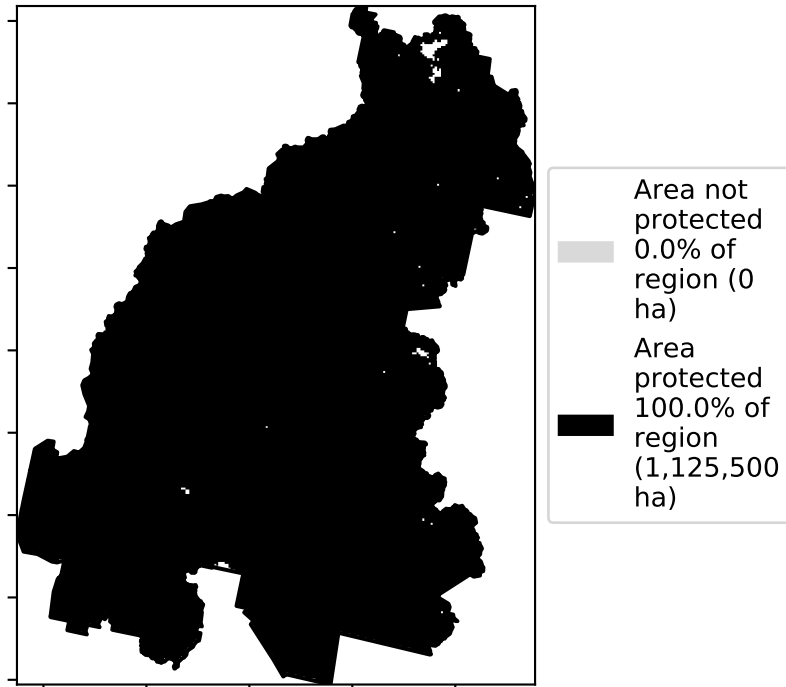 Area not
protected
0.0% of
region (0
ha)
Area
protected
100.0% of
region
(1,125,500
ha)